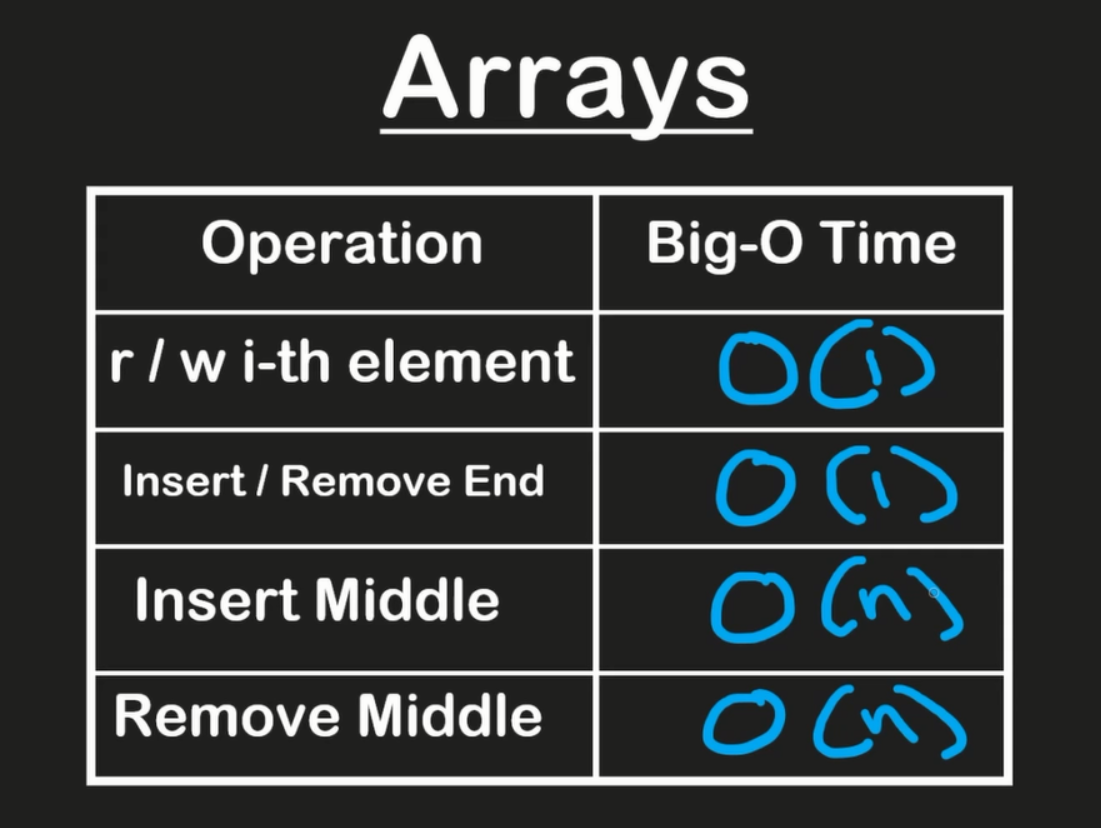 Arrays
Operation Big-O Time
r / w i-th element O(1)
Insert / Remove End O(1)
Insert Middle O(n)
Remove Middle O(n)